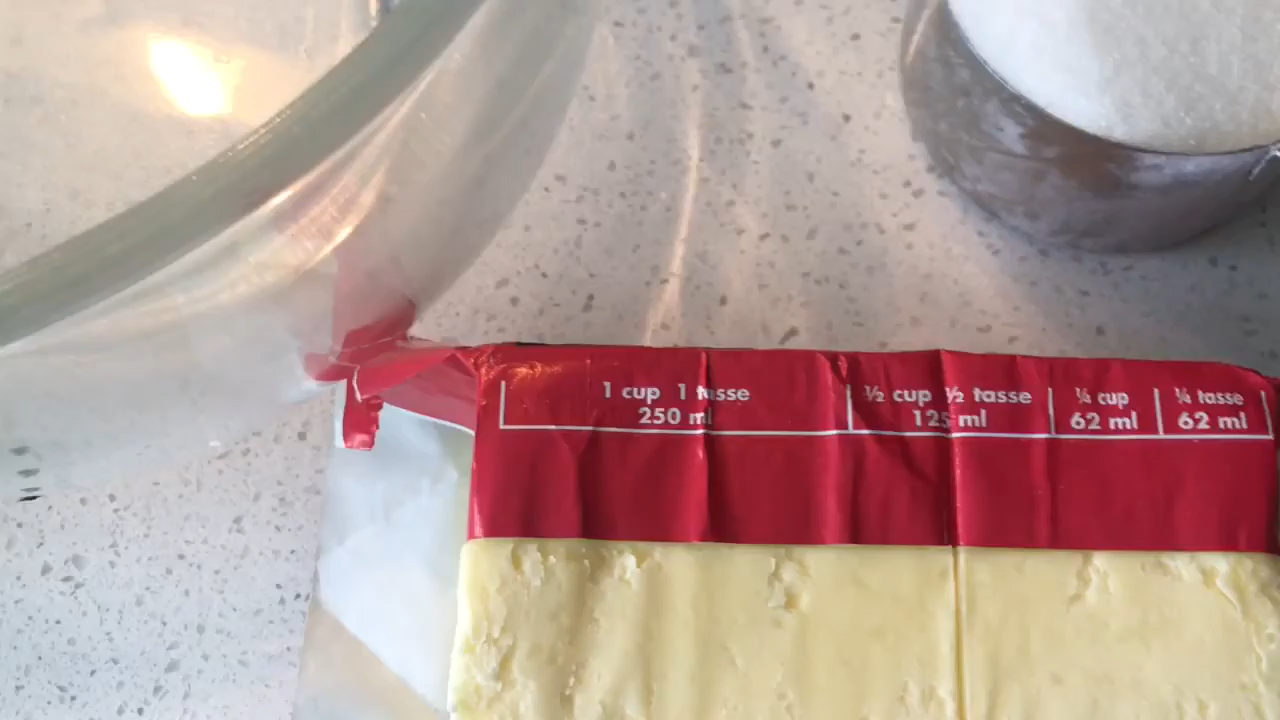 1 cup 1 tasse
250 ml
½ cup ½ tasse
125 ml
¼ cup
62 ml
¼ tasse
62 ml